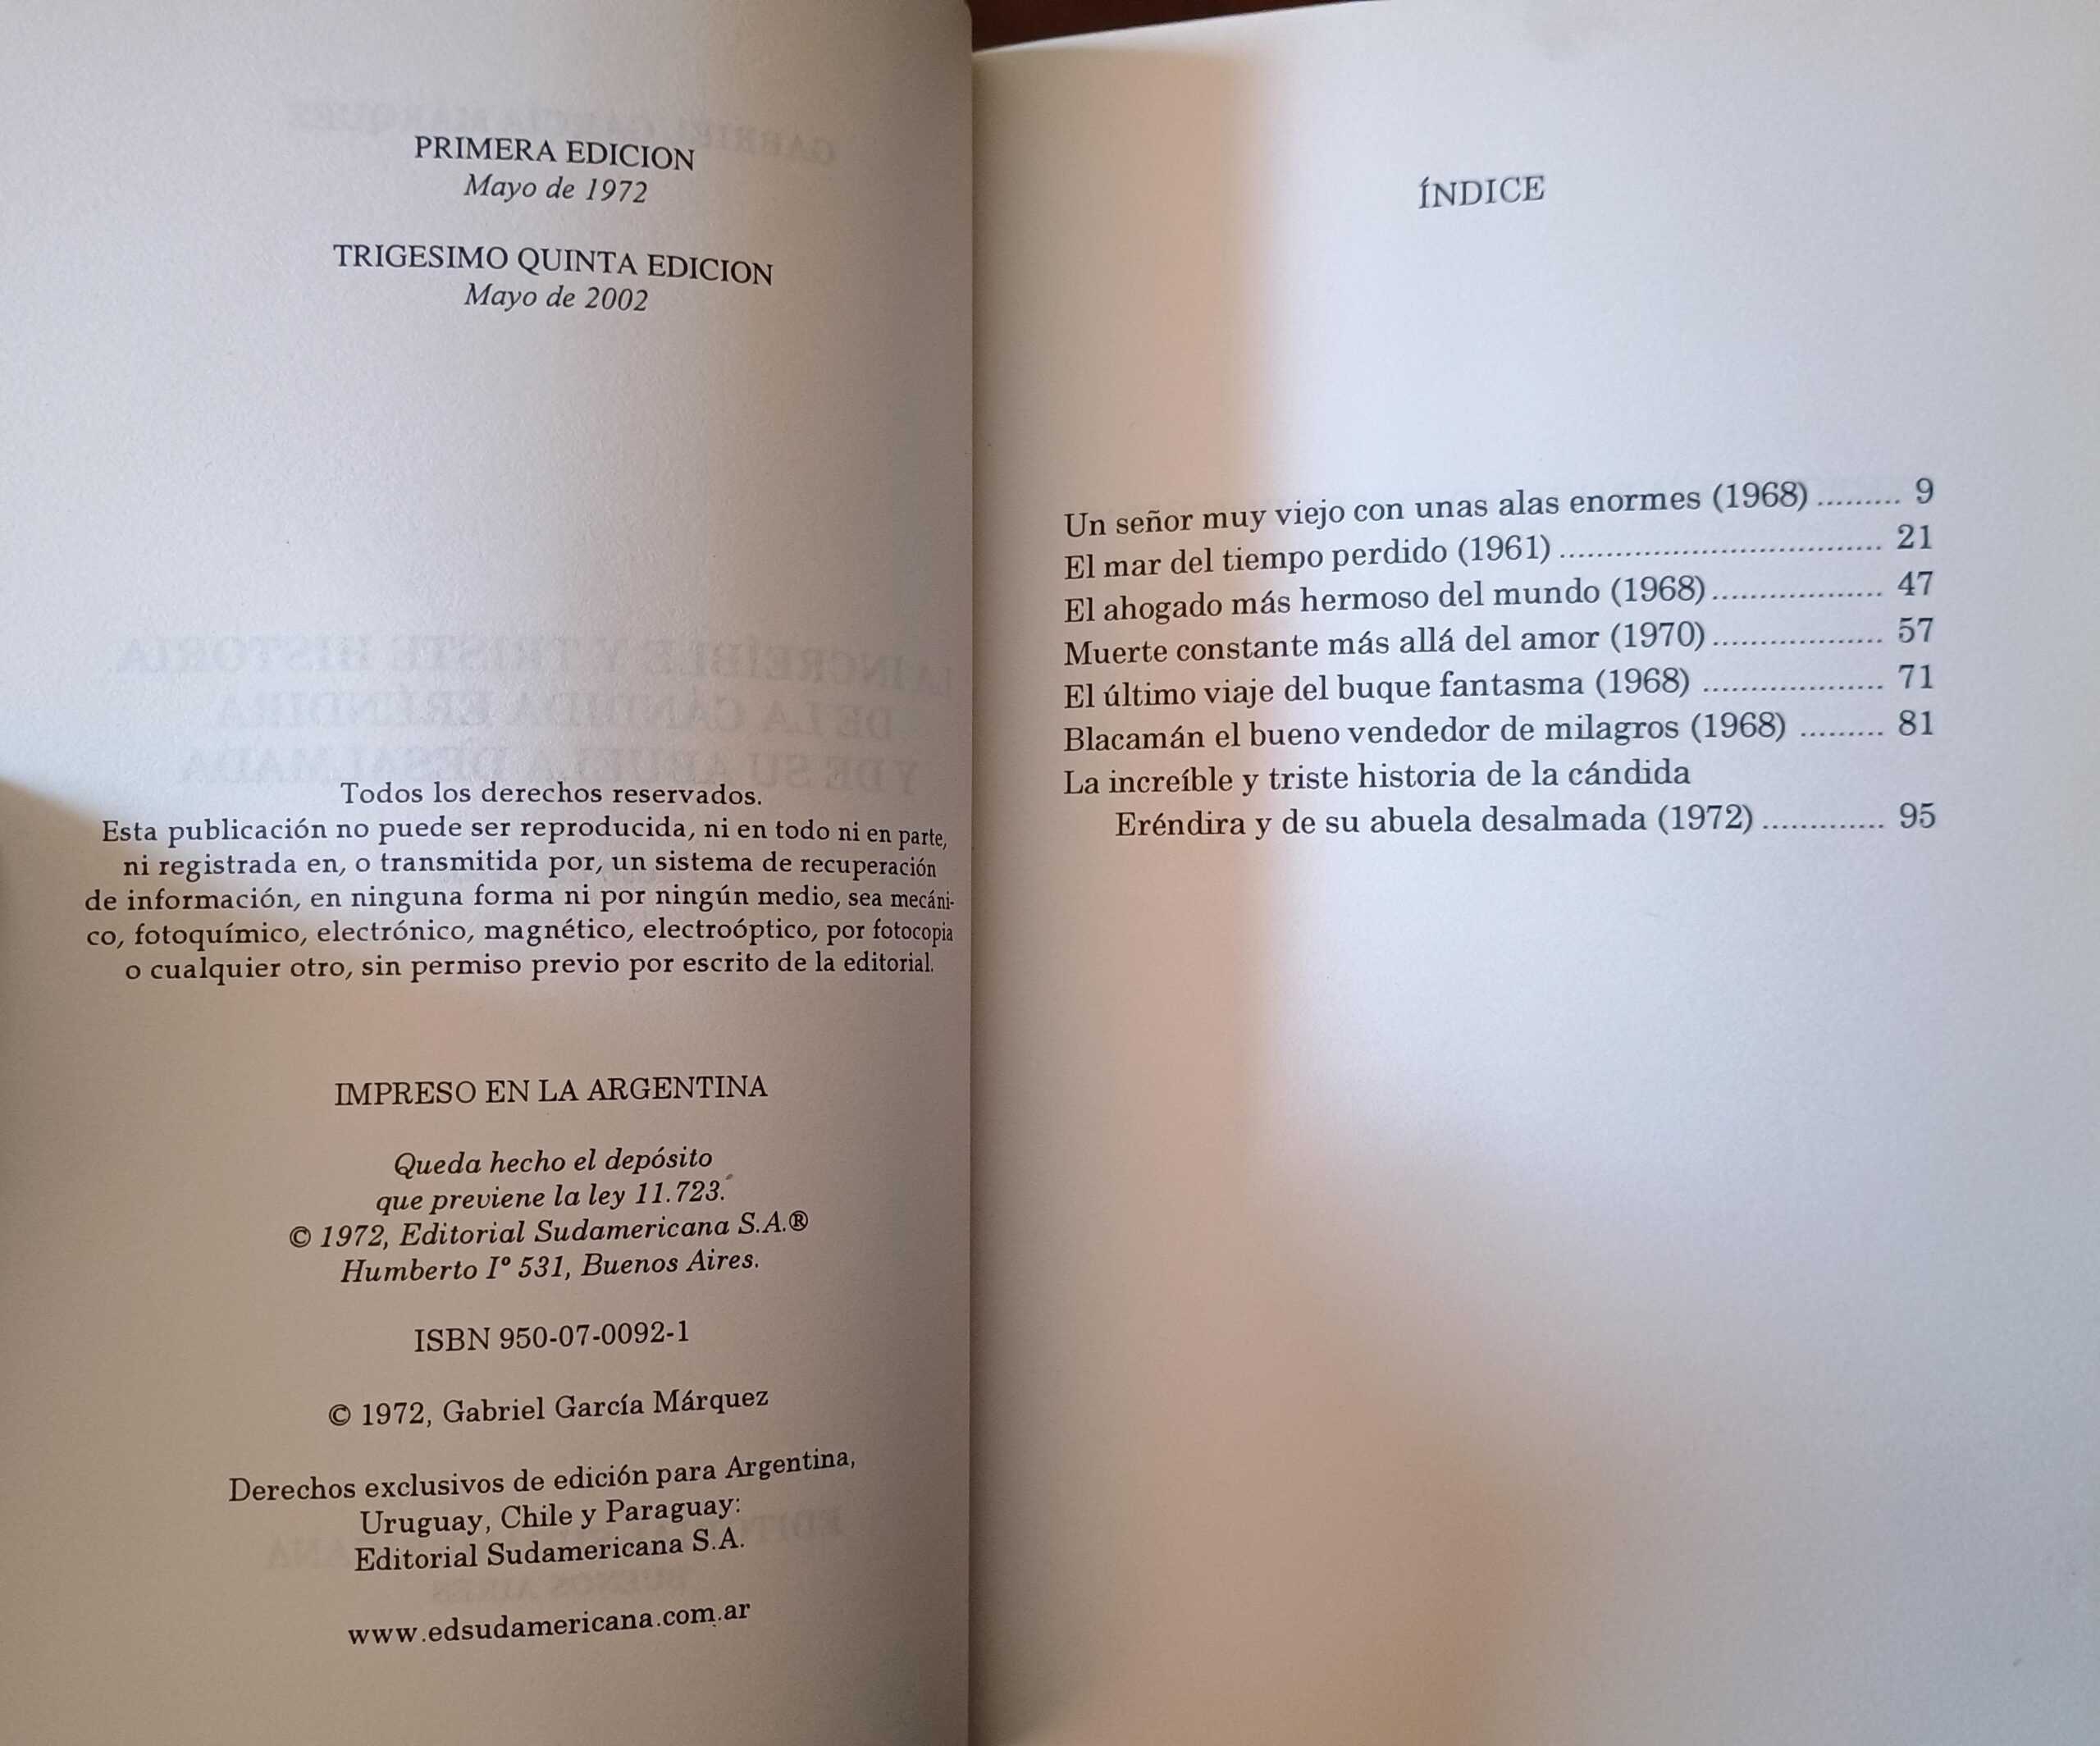 PRIMERA EDICION
Mayo de 1972
TRIGESIMO QUINTA EDICION
Mayo de 2002
Todos los derechos reservados.
Esta publicación no puede ser reproducida, ni en todo ni en parte,
ni registrada en, o transmitida por, un sistema de recuperación
de información, en ninguna forma ni por ningún medio, sea mecáni-
co, fotoquímico, electrónico, magnético, electroóptico, por fotocopia
o cualquier otro, sin permiso previo por escrito de la editorial.
IMPRESO EN LA ARGENTINA
Queda hecho el depósito
que previene la ley 11.723.
© 1972, Editorial Sudamericana S.A.®
Humberto Iº 531, Buenos Aires.
ISBN 950-07-0092-1
© 1972, Gabriel García Márquez
Derechos exclusivos de edición para Argentina,
Uruguay, Chile y Paraguay:
Editorial Sudamericana S.A.
www.edsudamericana.com.ar
ÍNDICE
Un señor muy viejo con unas alas enormes (1968) ......... 9
El mar del tiempo perdido (1961) ................................... 21
El ahogado más hermoso del mundo (1968) ................... 47
Muerte constante más allá del amor (1970) ................... 57
El último viaje del buque fantasma (1968) .................... 71
Blacamán el bueno vendedor de milagros (1968) ......... 81
La increíble y triste historia de la cándida
Eréndira y de su abuela desalmada (1972) ............. 95